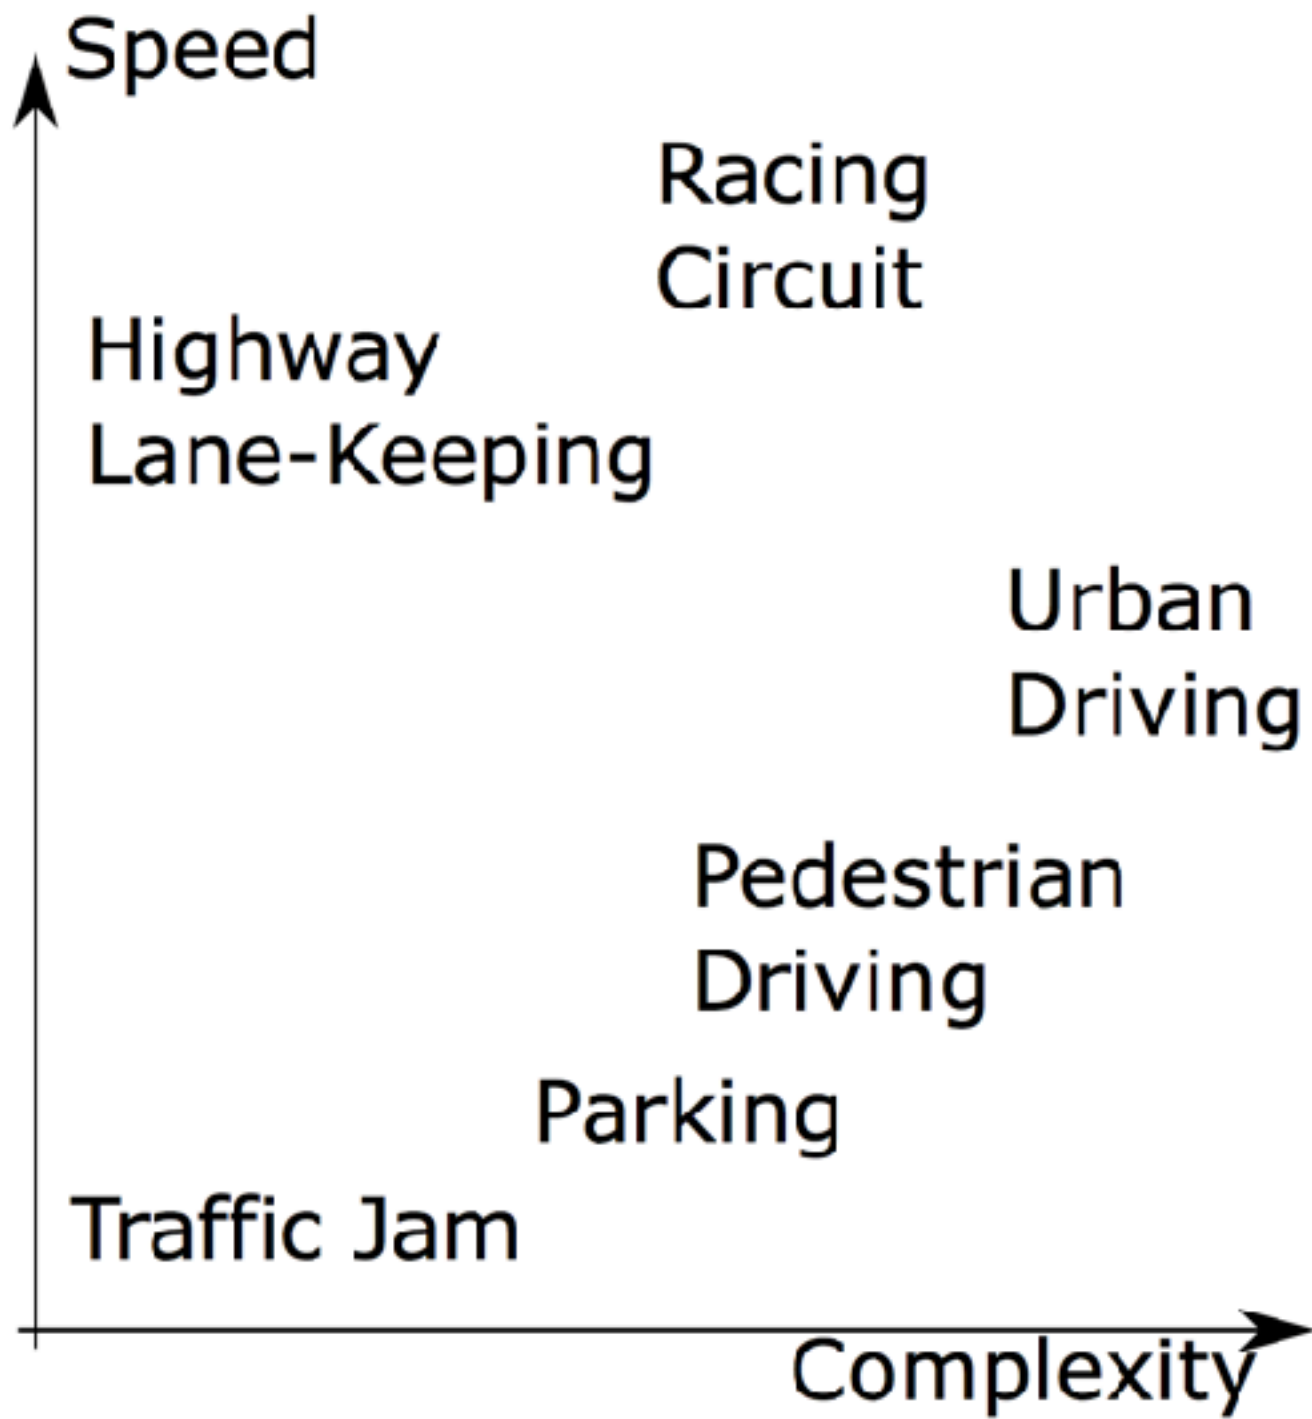 Speed
Racing
Circuit
Highway
Lane-Keeping
Urban
Driving
Pedestrian
Driving
Parking
Traffic Jam
Complexity